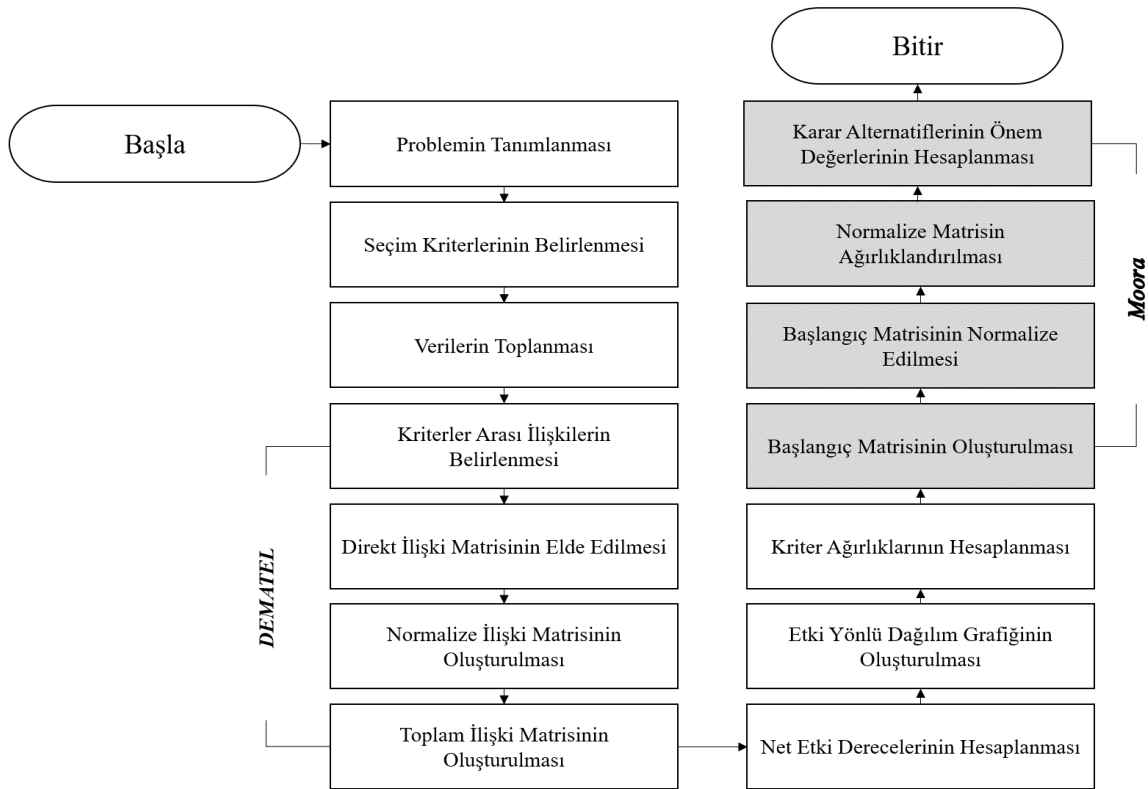 Başla
Problemin Tanımlanması
Seçim Kriterlerinin Belirlenmesi
Verilerin Toplanması
Kriterler Arası İlişkilerin
Belirlenmesi
Direkt İlişki Matrisinin Elde Edilmesi
Normalize İlişki Matrisinin
Oluşturulması
Toplam İlişki Matrisinin
Oluşturulması
DEMATEL
Net Etki Derecelerinin Hesaplanması
Etki Yönlü Dağılım Grafiğinin
Oluşturulması
Kriter Ağırlıklarının Hesaplanması
Başlangıç Matrisinin Oluşturulması
Başlangıç Matrisinin Normalize
Edilmesi
Normalize Matrisin
Ağırlıklandırılması
Karar Alternatiflerinin Önem
Değerlerinin Hesaplanması
Moora
Bitir